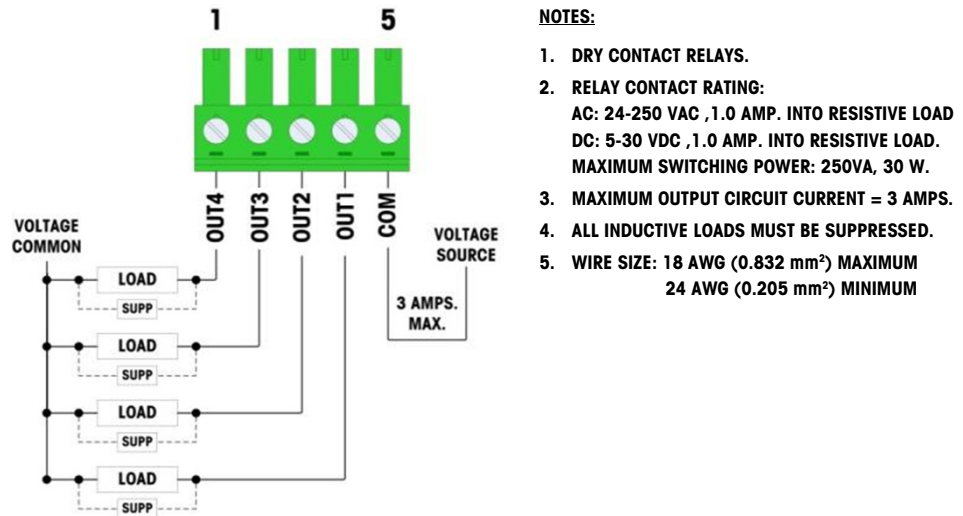 1 5
OUT4
OUT3
OUT2
OUT1
COM
VOLTAGE
COMMON
VOLTAGE
SOURCE
3 AMPS.
MAX.
LOAD
SUPP
LOAD
SUPP
LOAD
SUPP
LOAD
SUPP
NOTES:
1. DRY CONTACT RELAYS.
2. RELAY CONTACT RATING:
AC: 24-250 VAC ,1.0 AMP. INTO RESISTIVE LOAD
DC: 5-30 VDC ,1.0 AMP. INTO RESISTIVE LOAD.
MAXIMUM SWITCHING POWER: 250VA, 30 W.
3. MAXIMUM OUTPUT CIRCUIT CURRENT = 3 AMPS.
4. ALL INDUCTIVE LOADS MUST BE SUPPRESSED.
5. WIRE SIZE: 18 AWG (0.832 mm²) MAXIMUM
24 AWG (0.205 mm²) MINIMUM